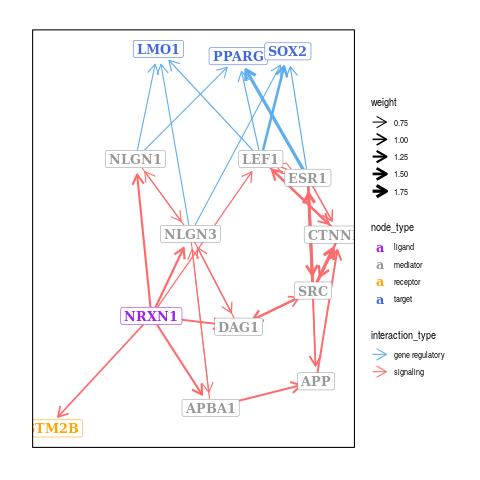 LMO1
PPARG
SOX2
NLGN1
LEF1
ESR1
NLGN3
CTNN
SRC
NRXN1
DAG1
APP
APBA1
TM2B
weight
0.75
1.00
1.25
1.50
1.75
node_type
a ligand
a mediator
a receptor
a target
interaction_type
gene regulatory
signaling